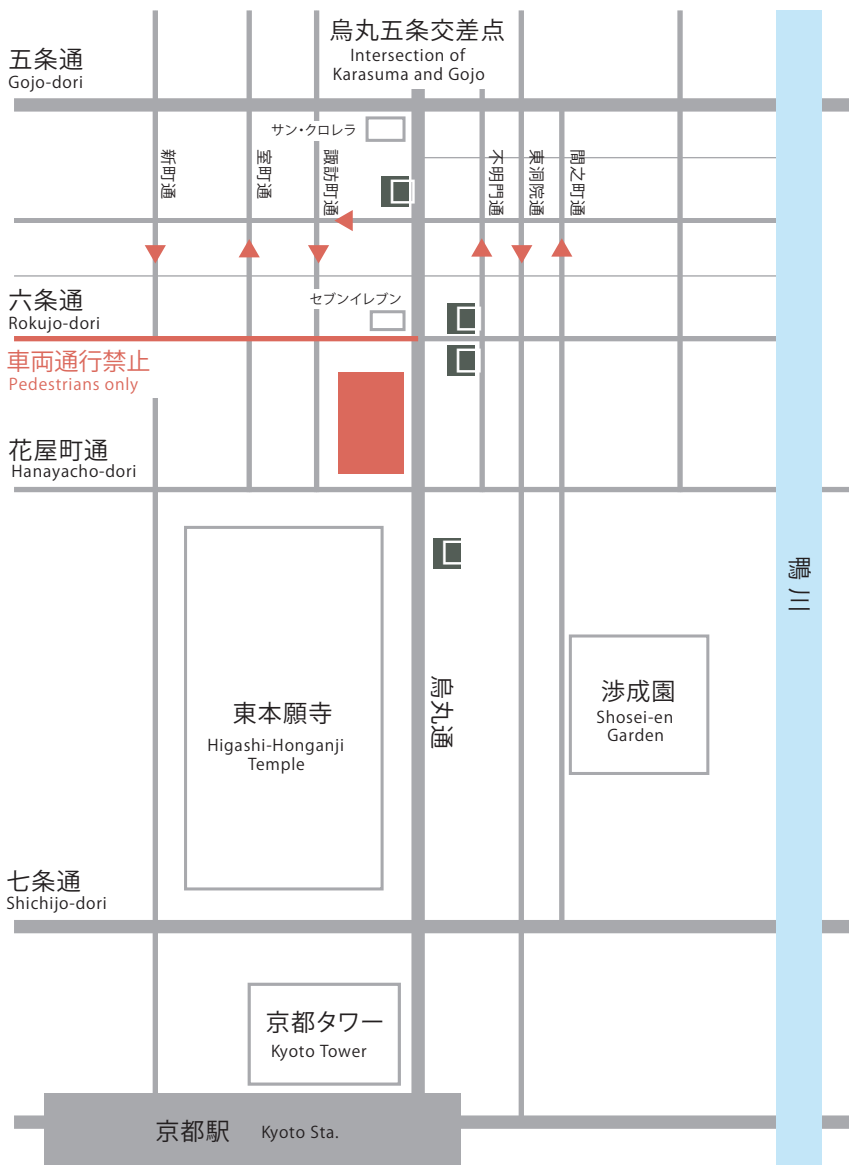 烏丸五条交差点
Intersection of
Karasuma and Gojo
五条通
Gojo-dori
サン・クロレラ
新町通
室町通
諏訪町通
不明門通
東洞院通
間之町通
六条通
Rokujo-dori
セブンイレブン
車両通行禁止
Pedestrians only
花屋町通
Hanayacho-dori
鴨川
烏丸通
東本願寺
Higashi-Honganji
Temple
渉成園
Shosei-en
Garden
七条通
Shichijo-dori
京都タワー
Kyoto Tower
京都駅 Kyoto Sta.